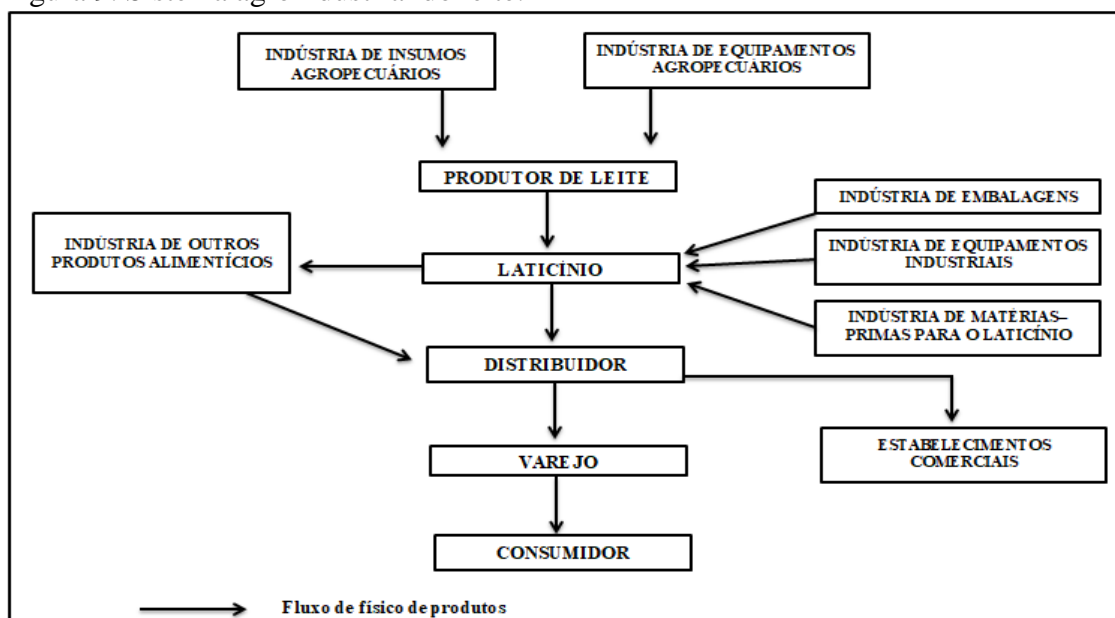 INDÚSTRIA DE INSUMOS
AGROPECUÁRIOS
INDÚSTRIA DE EQUIPAMENTOS
AGROPECUÁRIOS
PRODUTOR DE LEITE
INDÚSTRIA DE EMBALAGENS
INDÚSTRIA DE OUTROS
PRODUTOS ALIMENTÍCIOS
LATICÍNIO
INDÚSTRIA DE EQUIPAMENTOS
INDUSTRIAIS
INDÚSTRIA DE MATÉRIAS–
PRIMAS PARA O LATICÍNIO
DISTRIBUIDOR
VAREJO
ESTABELECIMENTOS
COMERCIAIS
CONSUMIDOR
Fluxo de físico de produtos